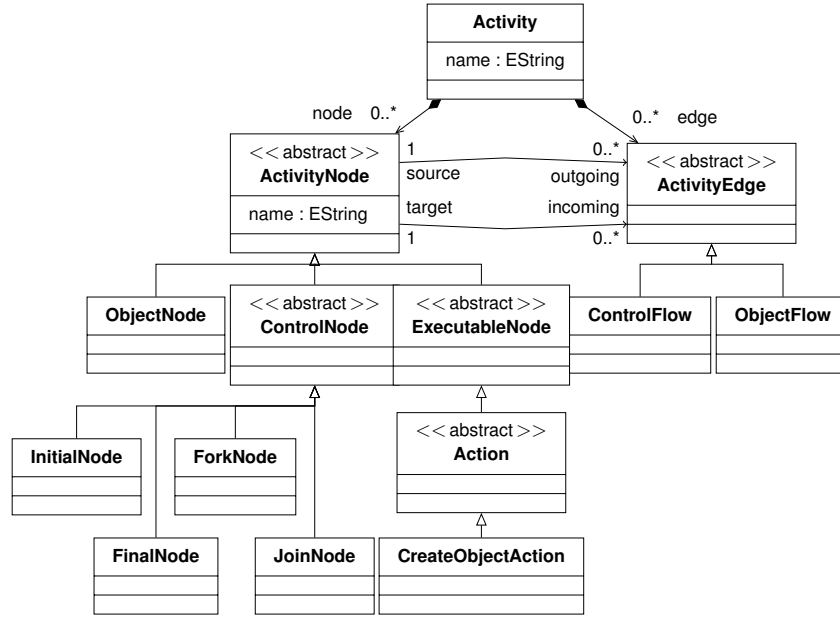 Activity
name : EString
node 0..*
0..* edge
<< abstract >>
ActivityNode
name : EString
1
source
target
1
0..*
outgoing
incoming
0..*
<< abstract >>
ActivityEdge
ObjectNode
<< abstract >>
ControlNode
<< abstract >>
ExecutableNode
ControlFlow
ObjectFlow
InitialNode
ForkNode
<< abstract >>
Action
FinalNode
JoinNode
CreateObjectAction